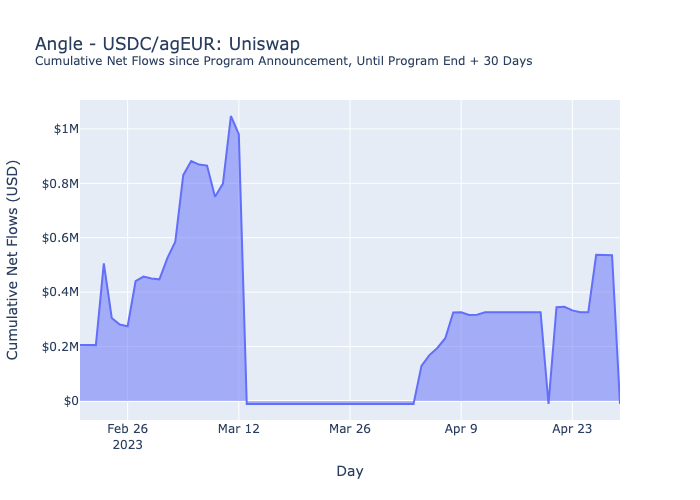 Angle - USDC/agEUR: Uniswap
Cumulative Net Flows since Program Announcement, Until Program End + 30 Days
Cumulative Net Flows (USD)
$1M
$0.8M
$0.6M
$0.4M
$0.2M
$0
Feb 26
2023
Mar 12
Mar 26
Apr 9
Apr 23
Day